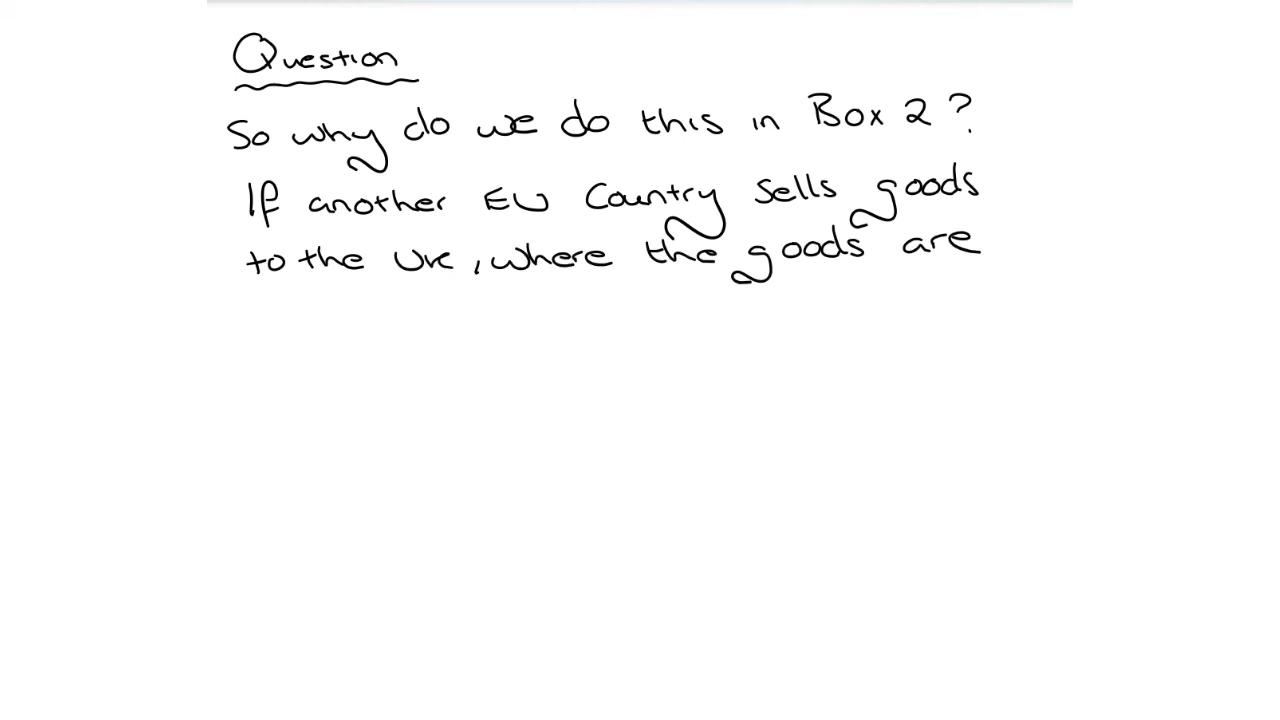 Question
So why do we do this in Box 2?
If another EU Country sells goods
to the UK, where the goods are